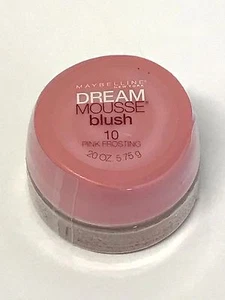 MAYBELLINE
NEW YORK
DREAM
MOUSSE®
blush
10
PINK FROSTING
.20 OZ. 5.75 g